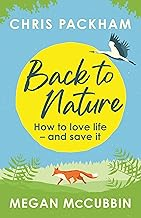 CHRIS PACKHAM
Back to
Nature
How to love life
– and save it
MEGAN McCUBBIN